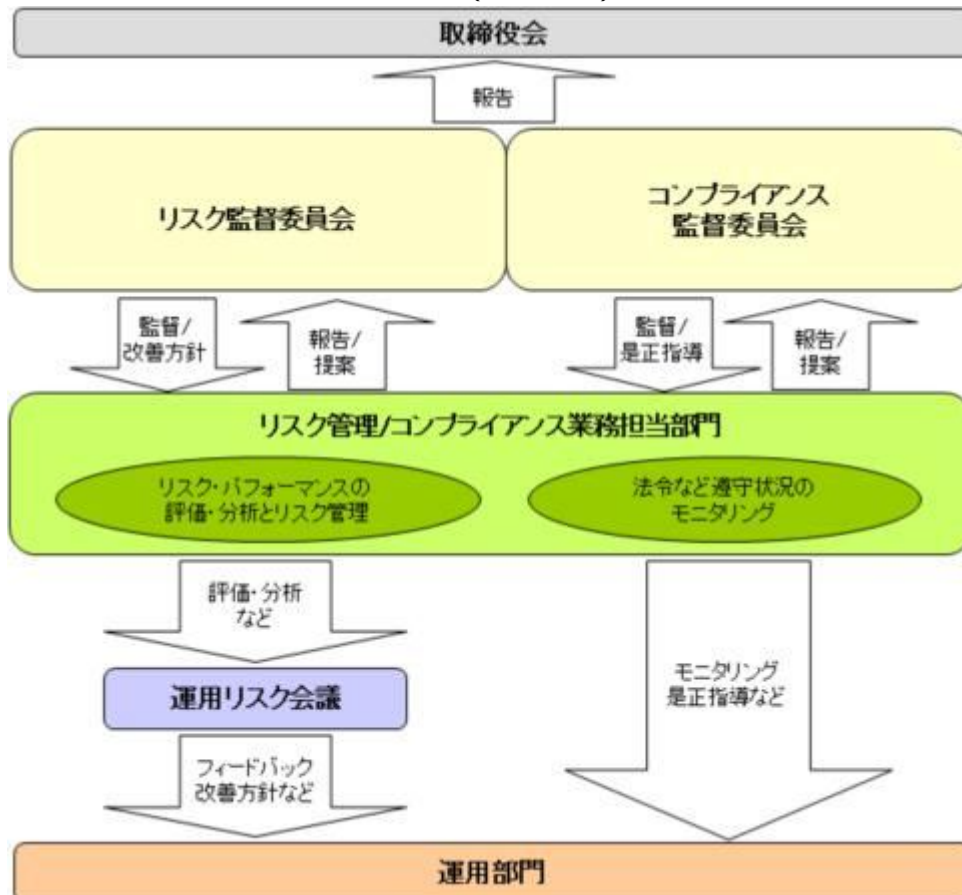 取締役会
報告
リスク監督委員会
コンプライアンス
監督委員会
監督/
改善方針
報告/
提案
監督/
是正指導
報告/
提案
リスク管理/コンプライアンス業務担当部門
リスク・パフォーマンスの
評価・分析とリスク管理
法令など遵守状況の
モニタリング
評価・分析
など
運用リスク会議
モニタリング
是正指導など
フィードバック
改善方針など
運用部門